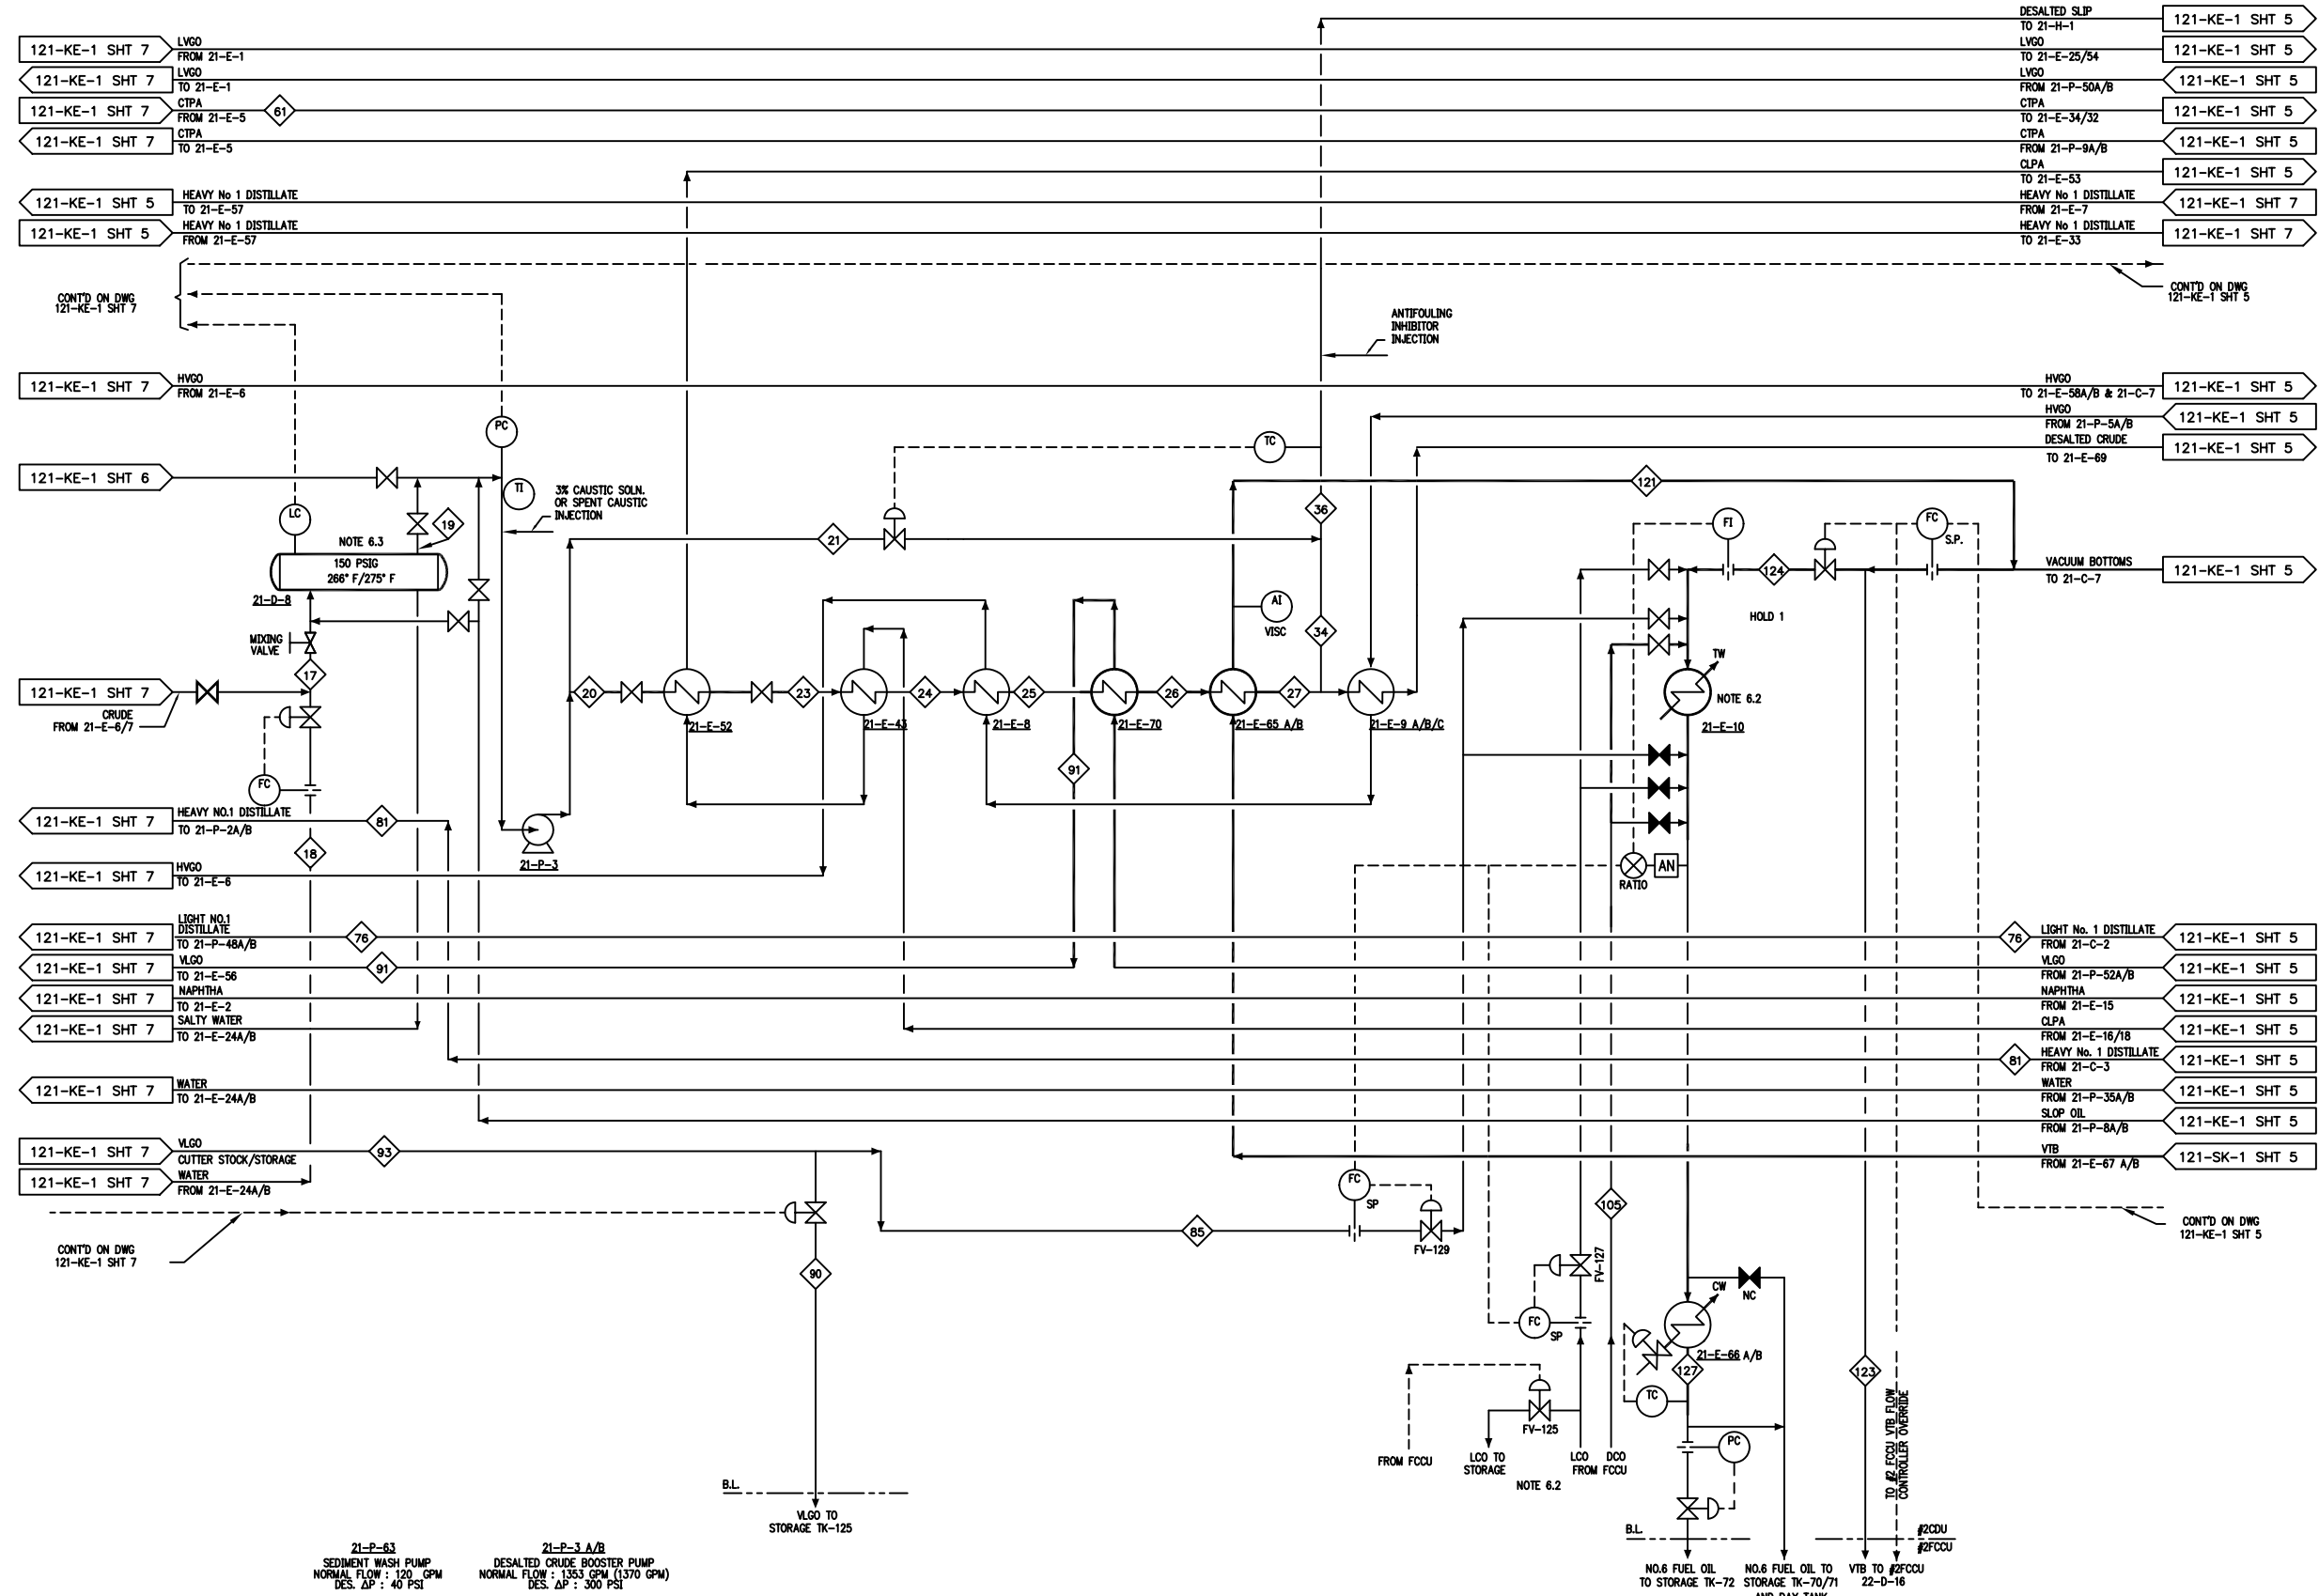 DESALTED SLIP
TO 21-H-1
121-KE-1 SHT 5
121-KE-1 SHT 7
LVGO
FROM 21-E-1
LVGO
TO 21-E-25/54
121-KE-1 SHT 5
121-KE-1 SHT 7
LVGO
TO 21-E-1
LVGO
FROM 21-P-50A/B
121-KE-1 SHT 5
121-KE-1 SHT 7
CTPA
FROM 21-E-5
61
CTPA
TO 21-E-34/32
121-KE-1 SHT 5
121-KE-1 SHT 7
CTPA
TO 21-E-5
CTPA
FROM 21-P-9A/B
121-KE-1 SHT 5
CLPA
TO 21-E-53
121-KE-1 SHT 5
121-KE-1 SHT 5
HEAVY No 1 DISTILLATE
TO 21-E-57
HEAVY No 1 DISTILLATE
FROM 21-E-7
121-KE-1 SHT 7
121-KE-1 SHT 5
HEAVY No 1 DISTILLATE
FROM 21-E-57
HEAVY No 1 DISTILLATE
TO 21-E-33
121-KE-1 SHT 7
CONT'D ON DWG
121-KE-1 SHT 7
CONT'D ON DWG
121-KE-1 SHT 5
ANTIFOULING
INHIBITOR
INJECTION
121-KE-1 SHT 7
HVGO
FROM 21-E-6
HVGO
TO 21-E-58A/B & 21-C-7
121-KE-1 SHT 5
HVGO
FROM 21-P-5A/B
121-KE-1 SHT 5
DESALTED CRUDE
TO 21-E-69
121-KE-1 SHT 5
PC
TC
121-KE-1 SHT 6
TI
3% CAUSTIC SOLN.
OR SPENT CAUSTIC
INJECTION
121
36
LC
19
NOTE 6.3
150 PSIG
266° F/275° F
21-D-8
21
FI
FC
S.P.
124
VACUUM BOTTOMS
TO 21-C-7
121-KE-1 SHT 5
HOLD 1
AI
VISC
34
MIXING
VALVE
17
TW
NOTE 6.2
21-E-10
121-KE-1 SHT 7
CRUDE
FROM 21-E-6/7
20
21-E-52
23
21-E-43
24
21-E-8
25
21-E-70
26
21-E-65 A/B
27
21-E-9 A/B/C
91
FC
121-KE-1 SHT 7
HEAVY NO.1 DISTILLATE
TO 21-P-2A/B
81
18
21-P-3
121-KE-1 SHT 7
HVGO
TO 21-E-6
AN
RATIO
121-KE-1 SHT 7
LIGHT NO.1
DISTILLATE
TO 21-P-48A/B
76
76
LIGHT No. 1 DISTILLATE
FROM 21-C-2
121-KE-1 SHT 5
121-KE-1 SHT 7
VLGO
TO 21-E-56
91
VLGO
FROM 21-P-52A/B
121-KE-1 SHT 5
121-KE-1 SHT 7
NAPHTHA
TO 21-E-2
NAPHTHA
FROM 21-E-15
121-KE-1 SHT 5
121-KE-1 SHT 7
SALTY WATER
TO 21-E-24A/B
CLPA
FROM 21-E-16/18
121-KE-1 SHT 5
81
HEAVY No. 1 DISTILLATE
FROM 21-C-3
121-KE-1 SHT 5
121-KE-1 SHT 7
WATER
TO 21-E-24A/B
WATER
FROM 21-P-35A/B
121-KE-1 SHT 5
SLOP OIL
FROM 21-P-8A/B
121-KE-1 SHT 5
121-KE-1 SHT 7
VLGO
CUTTER STOCK/STORAGE
93
VTB
FROM 21-E-67 A/B
121-SK-1 SHT 5
121-KE-1 SHT 7
WATER
FROM 21-E-24A/B
FC
SP
FV-129
85
105
CONT'D ON DWG
121-KE-1 SHT 7
CONT'D ON DWG
121-KE-1 SHT 5
90
FV-127
FC
SP
CW
NC
21-E-66 A/B
127
TC
123
FV-125
PC
FROM FCCU
LCO TO
STORAGE
LCO DCO
FROM FCCU
NOTE 6.2
TO #2 FCCU VTB FLOW
CONTROLLER OVERRIDE
B.L.
VLGO TO
STORAGE TK-125
B.L.
#2CDU
#2FCCU
21-P-63
SEDIMENT WASH PUMP
NORMAL FLOW : 120 GPM
DES. ΔP : 40 PSI
21-P-3 A/B
DESALTED CRUDE BOOSTER PUMP
NORMAL FLOW : 1353 GPM (1370 GPM)
DES. ΔP : 300 PSI
NO.6 FUEL OIL
TO STORAGE TK-72
NO.6 FUEL OIL TO
STORAGE TK-70/71
AND DAY TANK
VTB TO #2FCCU
22-D-16